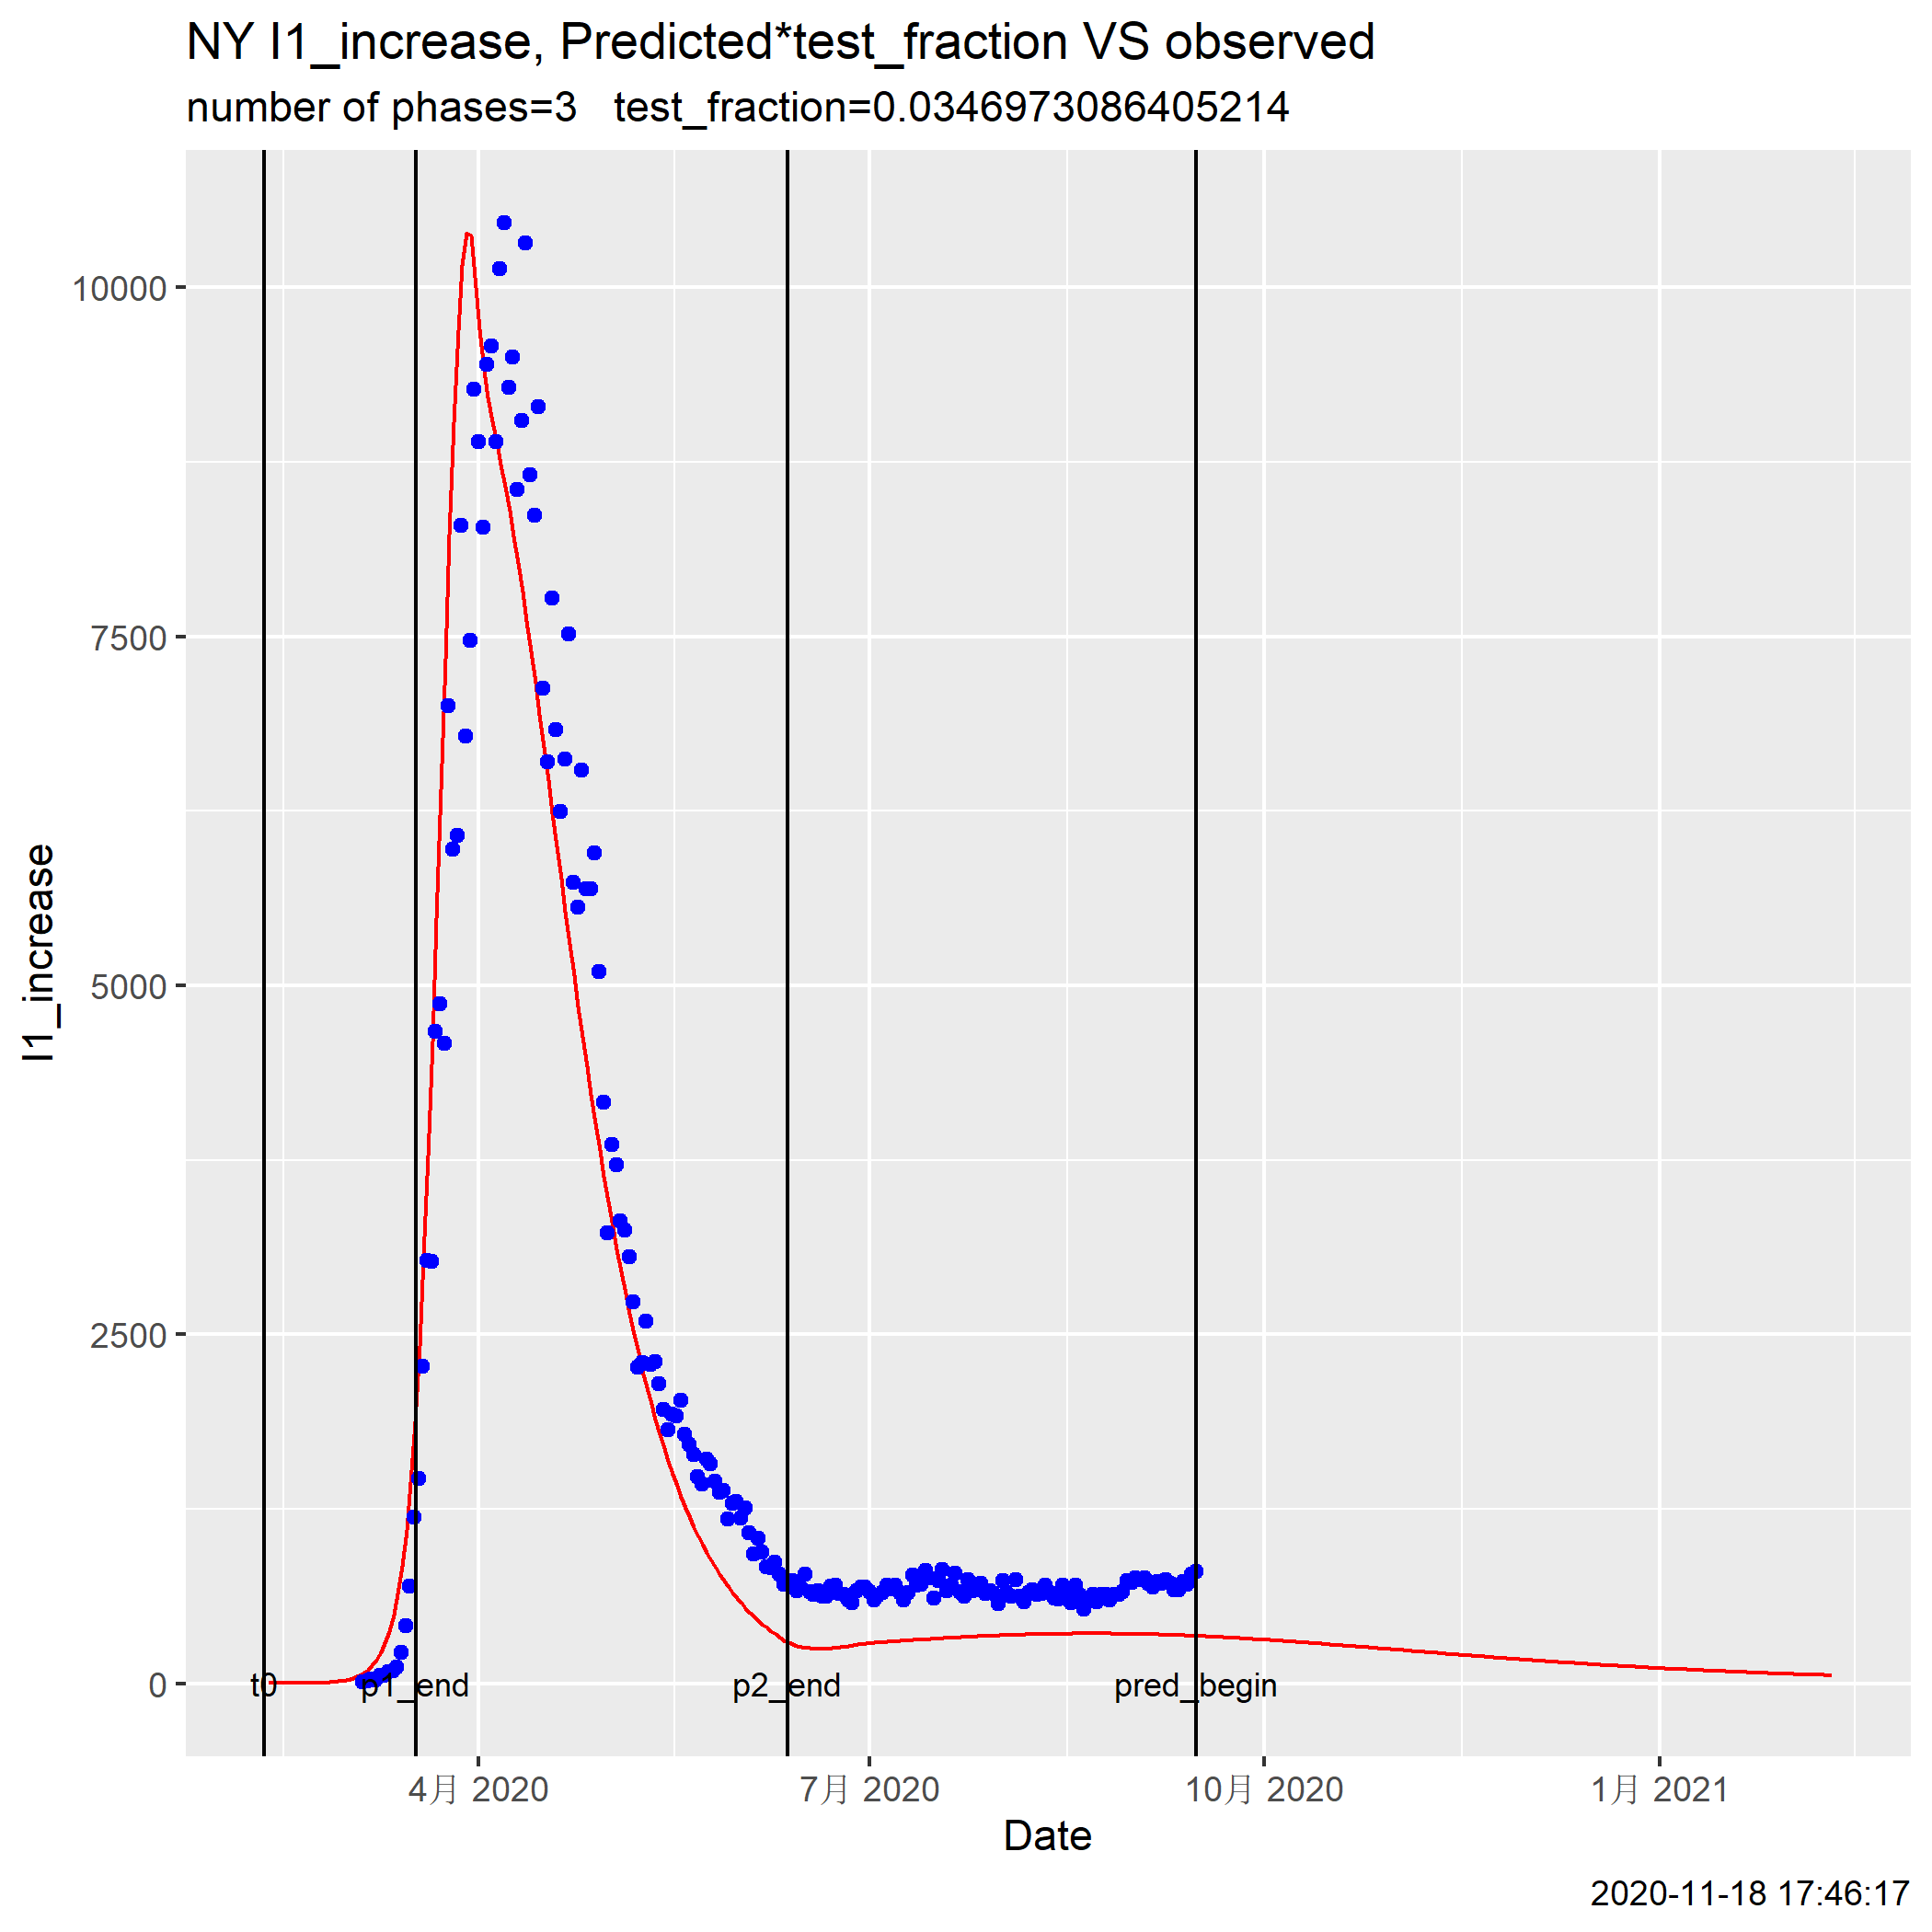 NY I1_increase, Predicted*test_fraction VS observed
number of phases=3   test_fraction=0.0346973086405214
10000
7500
5000
2500
0
I1_increase
t0
p1_end
p2_end
pred_begin
4月 2020
7月 2020
10月 2020
1月 2021
Date
2020-11-18 17:46:17